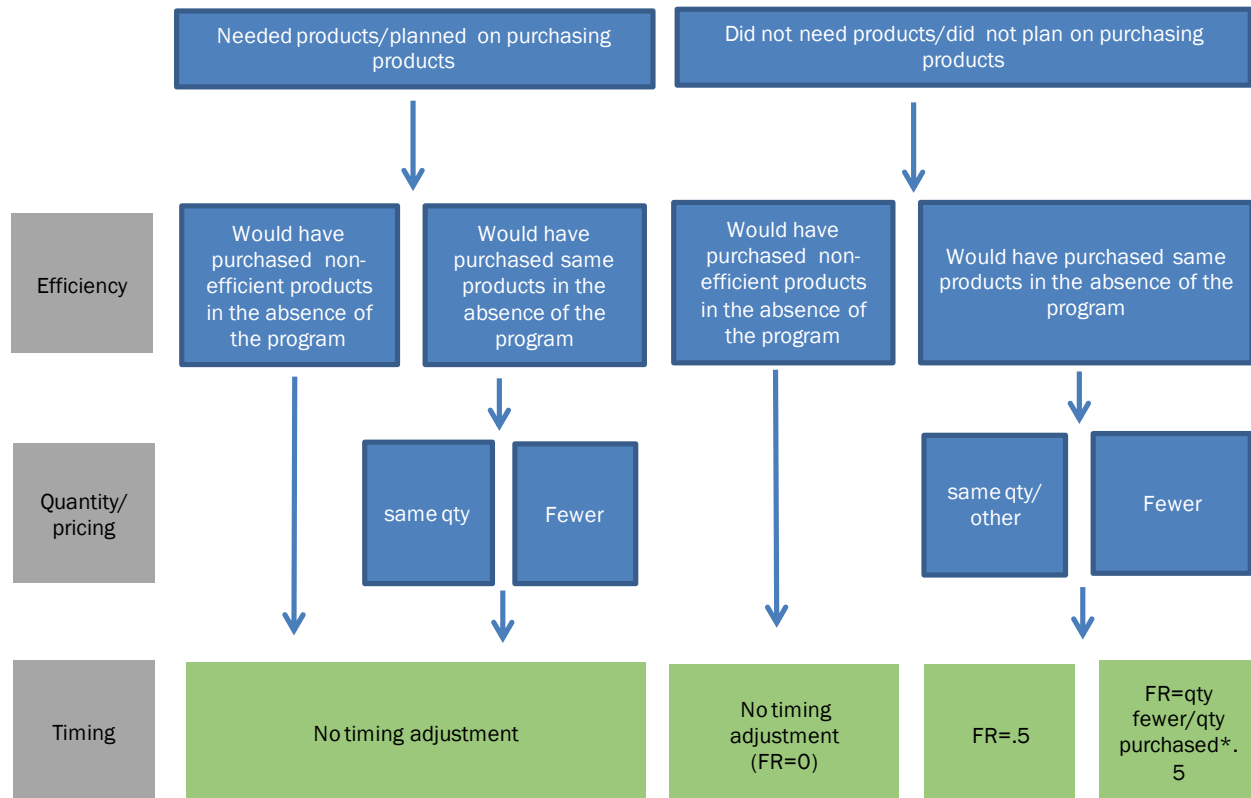 Needed products/planned on purchasing
products
Did not need products/did not plan on purchasing
products
Efficiency
Would have
purchased non-
efficient products
in the absence of
the program
Would have
purchased same
products in the
absence of the
program
Would have
purchased non-
efficient products
in the absence of
the program
Would have purchased same
products in the absence of the
program
Quantity/
pricing
same qty
Fewer
same qty/
other
Fewer
Timing
No timing adjustment
No timing
adjustment
(FR=0)
FR=.5
FR=qty
fewer/qty
purchased*.
5